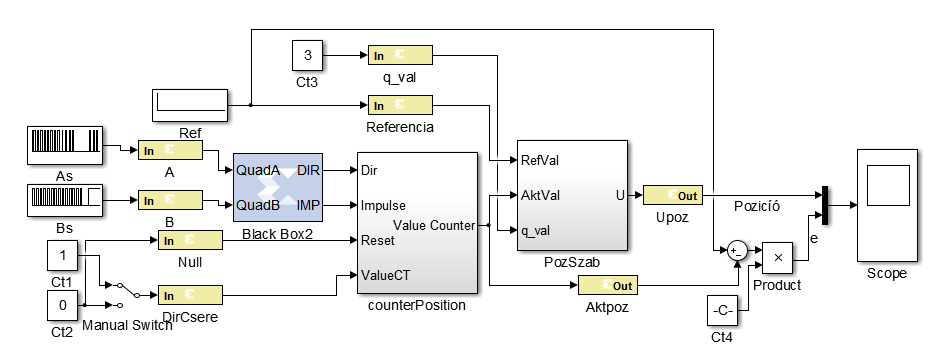 3
Ct3
In
q_val
Ref
In
Referencia
As
In
A
Bs
In
B
QuadA
QuadB
DIR
IMP
Black Box2
Dir
Impulse
Reset
ValueCT
Value Counter
counterPosition
RefVal
AktVal
q_val
U
PozSzab
Out
Upoz
Pozicíó
e
Scope
1
Ct1
0
Ct2
Manual Switch
In
Null
In
DirCsere
Out
Aktpoz
+
-
×
Product
-C-
Ct4